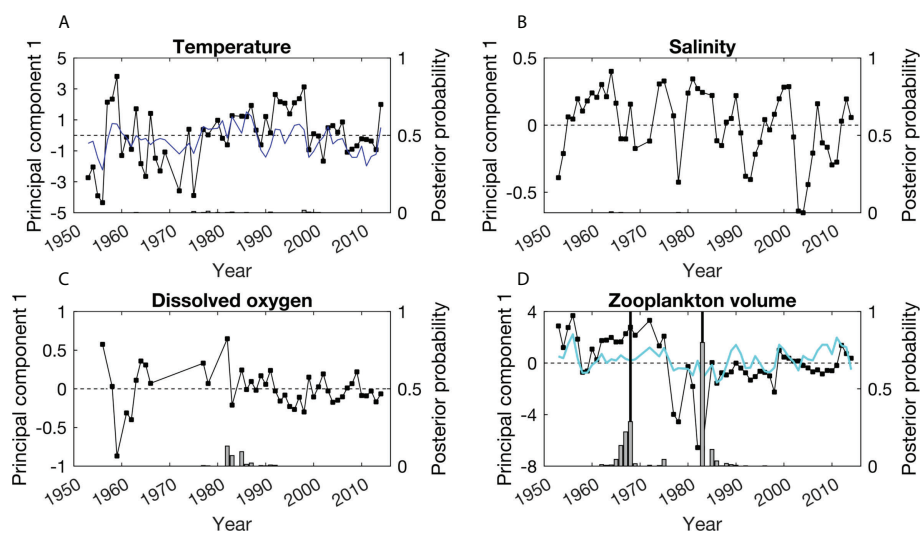 A
Temperature
5
3
1
-1
-3
-5
Principal component 1
1
0.5
0
Posterior probability
1950 1960 1970 1980 1990 2000 2010
Year
B
Salinity
0.5
0
-0.5
Principal component 1
1
0.5
0
Posterior probability
1950 1960 1970 1980 1990 2000 2010
Year
C
Dissolved oxygen
1
0.5
0
-0.5
-1
Principal component 1
1
0.5
0
Posterior probability
1950 1960 1970 1980 1990 2000 2010
Year
D
Zooplankton volume
4
0
-4
-8
Principal component 1
1
0.5
0
Posterior probability
1950 1960 1970 1980 1990 2000 2010
Year